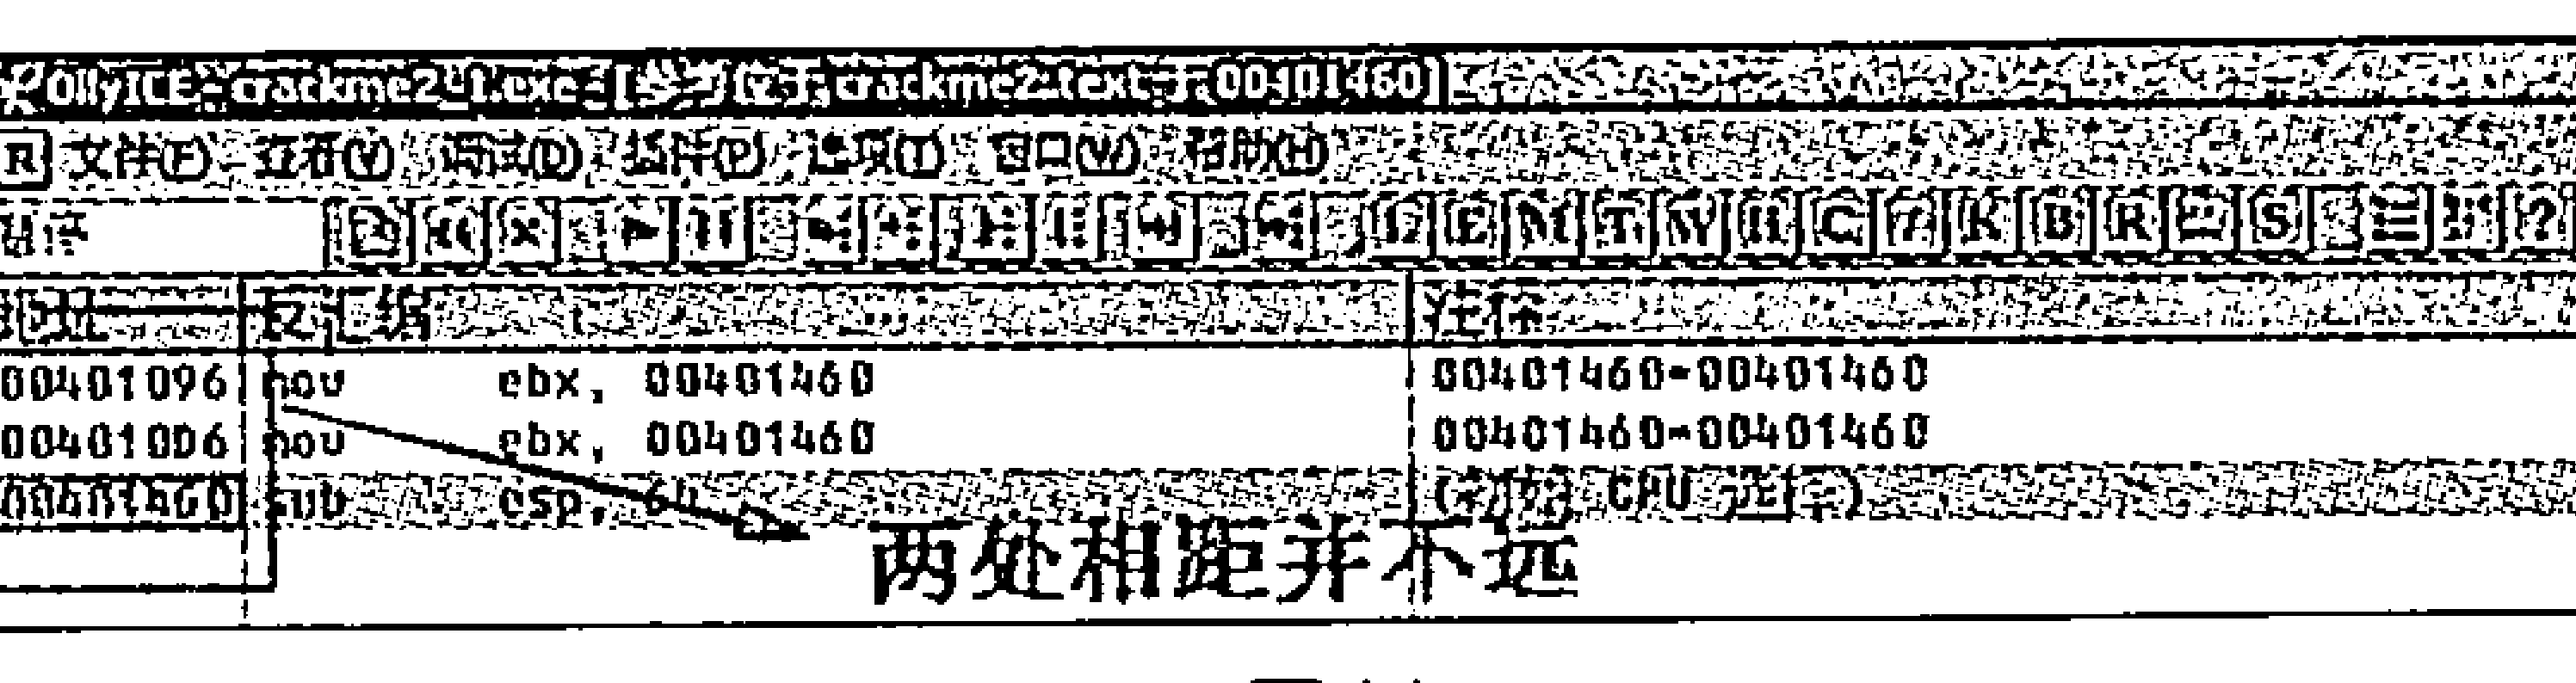 OllyICE - crackme2_1.exe - [参考位于 crackme2:.text 于 00401460]
R 文件(F) 查看(V) 调试(D) 插件(P) 选项(T) 窗口(W) 帮助(H)
暂停 L E M T W H C / K B R ... S ?
地址 反汇编 注释
00401096 mov ebx, 00401460 00401460=00401460
004010D6 mov ebx, 00401460 00401460=00401460
00401460 sub esp, 64 (初始 CPU 选择)
两处相距并不远